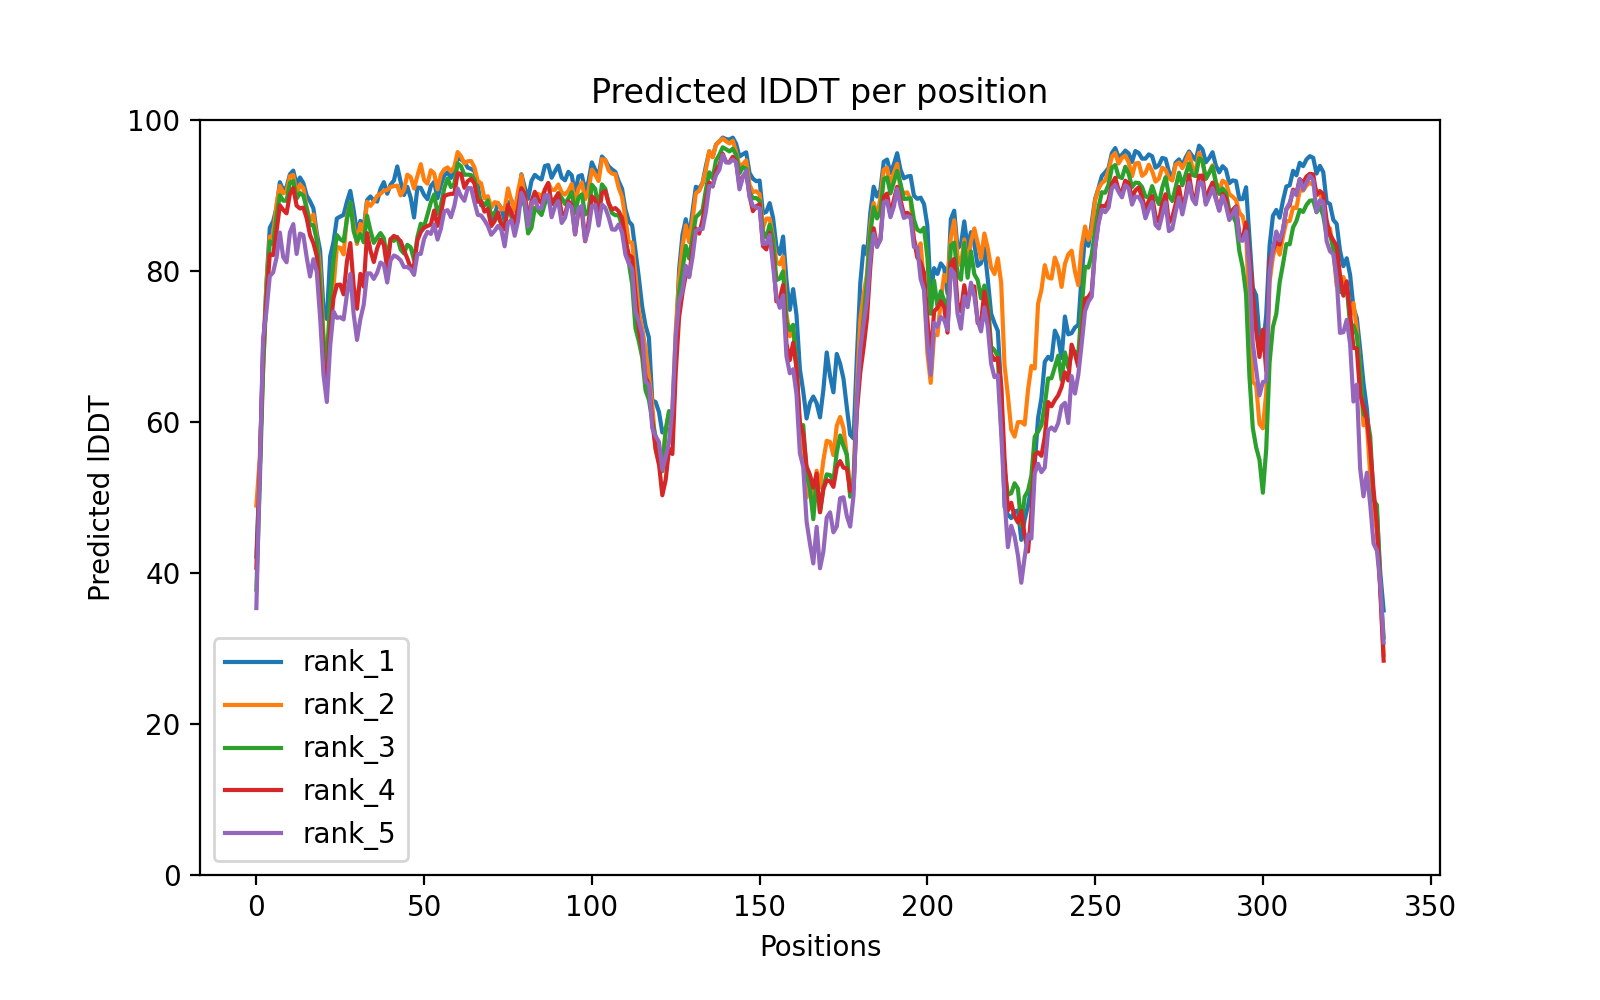 Predicted lDDT per position
100
80
60
40
20
0
Predicted lDDT
rank_1
rank_2
rank_3
rank_4
rank_5
0 50 100 150 200 250 300 350
Positions